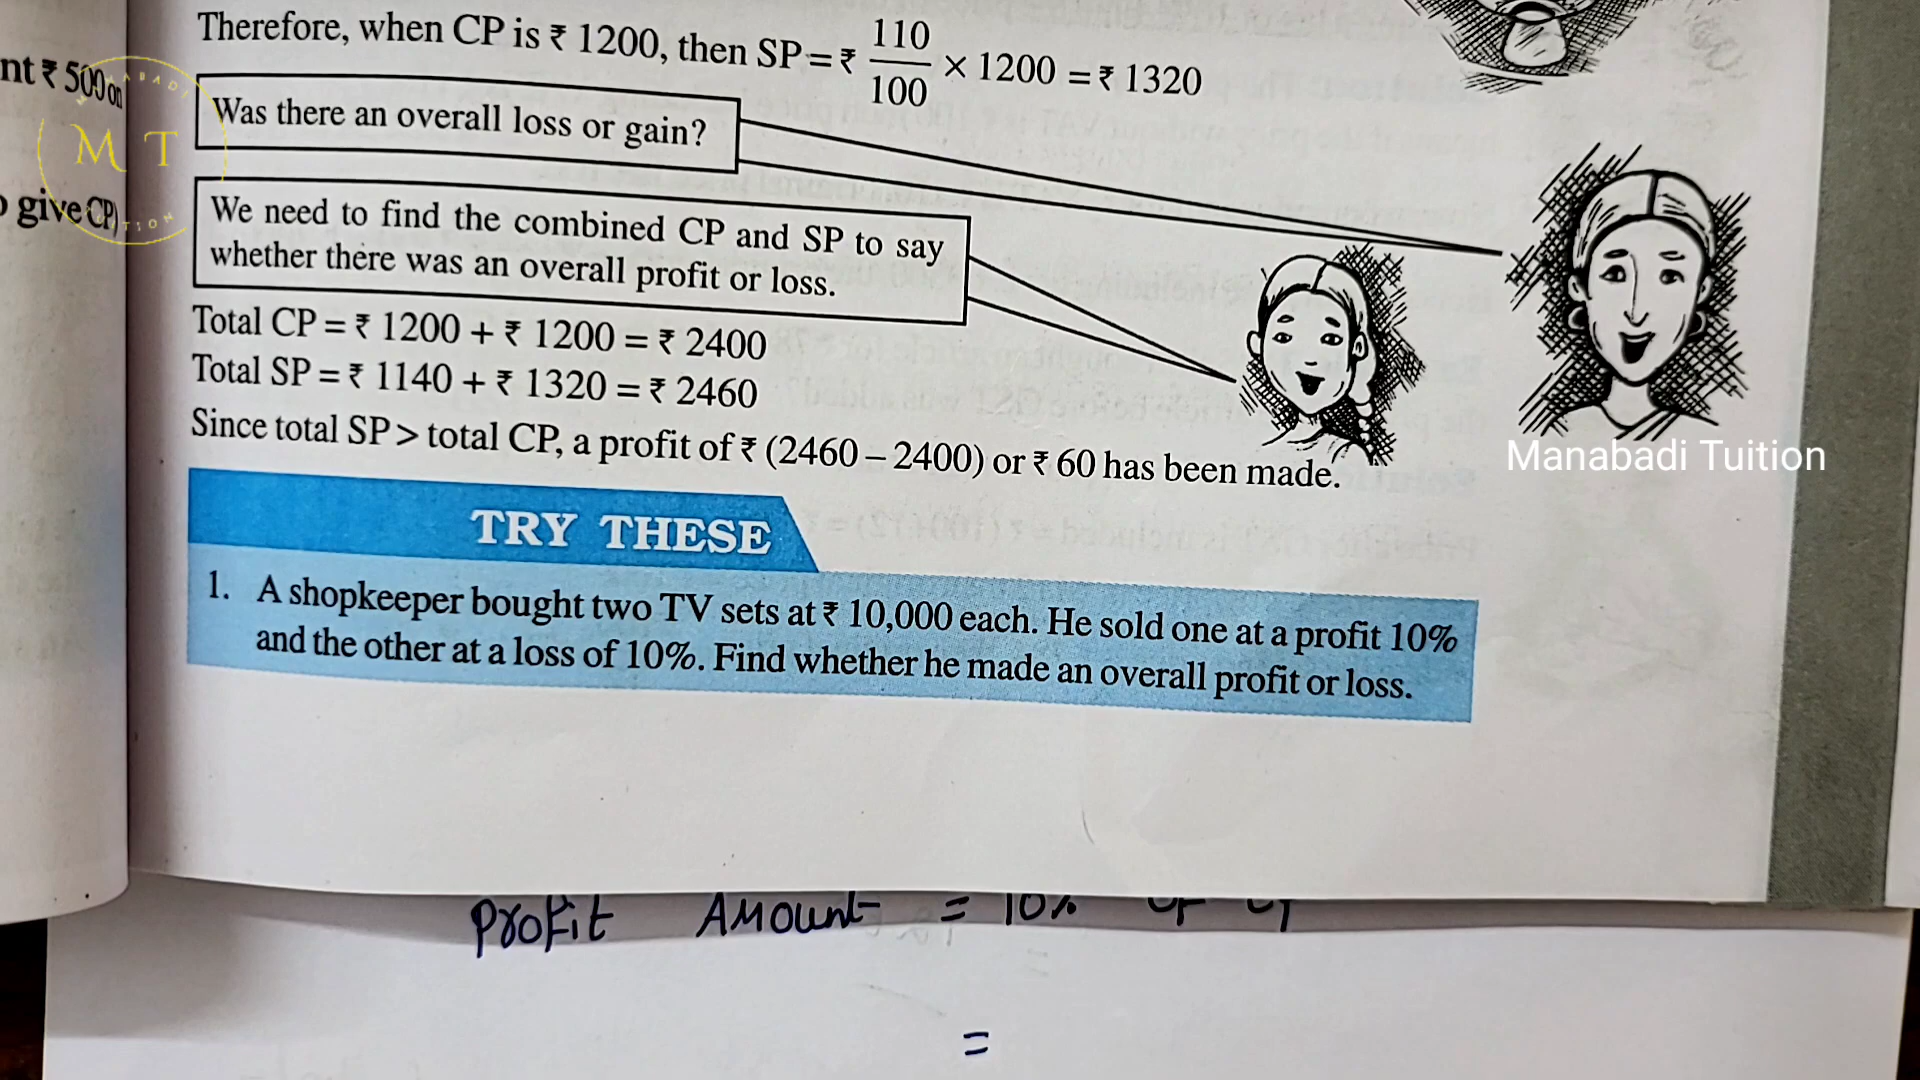 Therefore, when CP is ₹ 1200, then SP = ₹ 110/100 × 1200 = ₹ 1320
nt ₹ 500 on
Was there an overall loss or gain?
M T
give CP)
We need to find the combined CP and SP to say
whether there was an overall profit or loss.
Total CP = ₹ 1200 + ₹ 1200 = ₹ 2400
Total SP = ₹ 1140 + ₹ 1320 = ₹ 2460
Since total SP > total CP, a profit of ₹ (2460 – 2400) or ₹ 60 has been made.
Manabadi Tuition
TRY THESE
1. A shopkeeper bought two TV sets at ₹ 10,000 each. He sold one at a profit 10%
and the other at a loss of 10%. Find whether he made an overall profit or loss.
Profit Amount = 10%
=